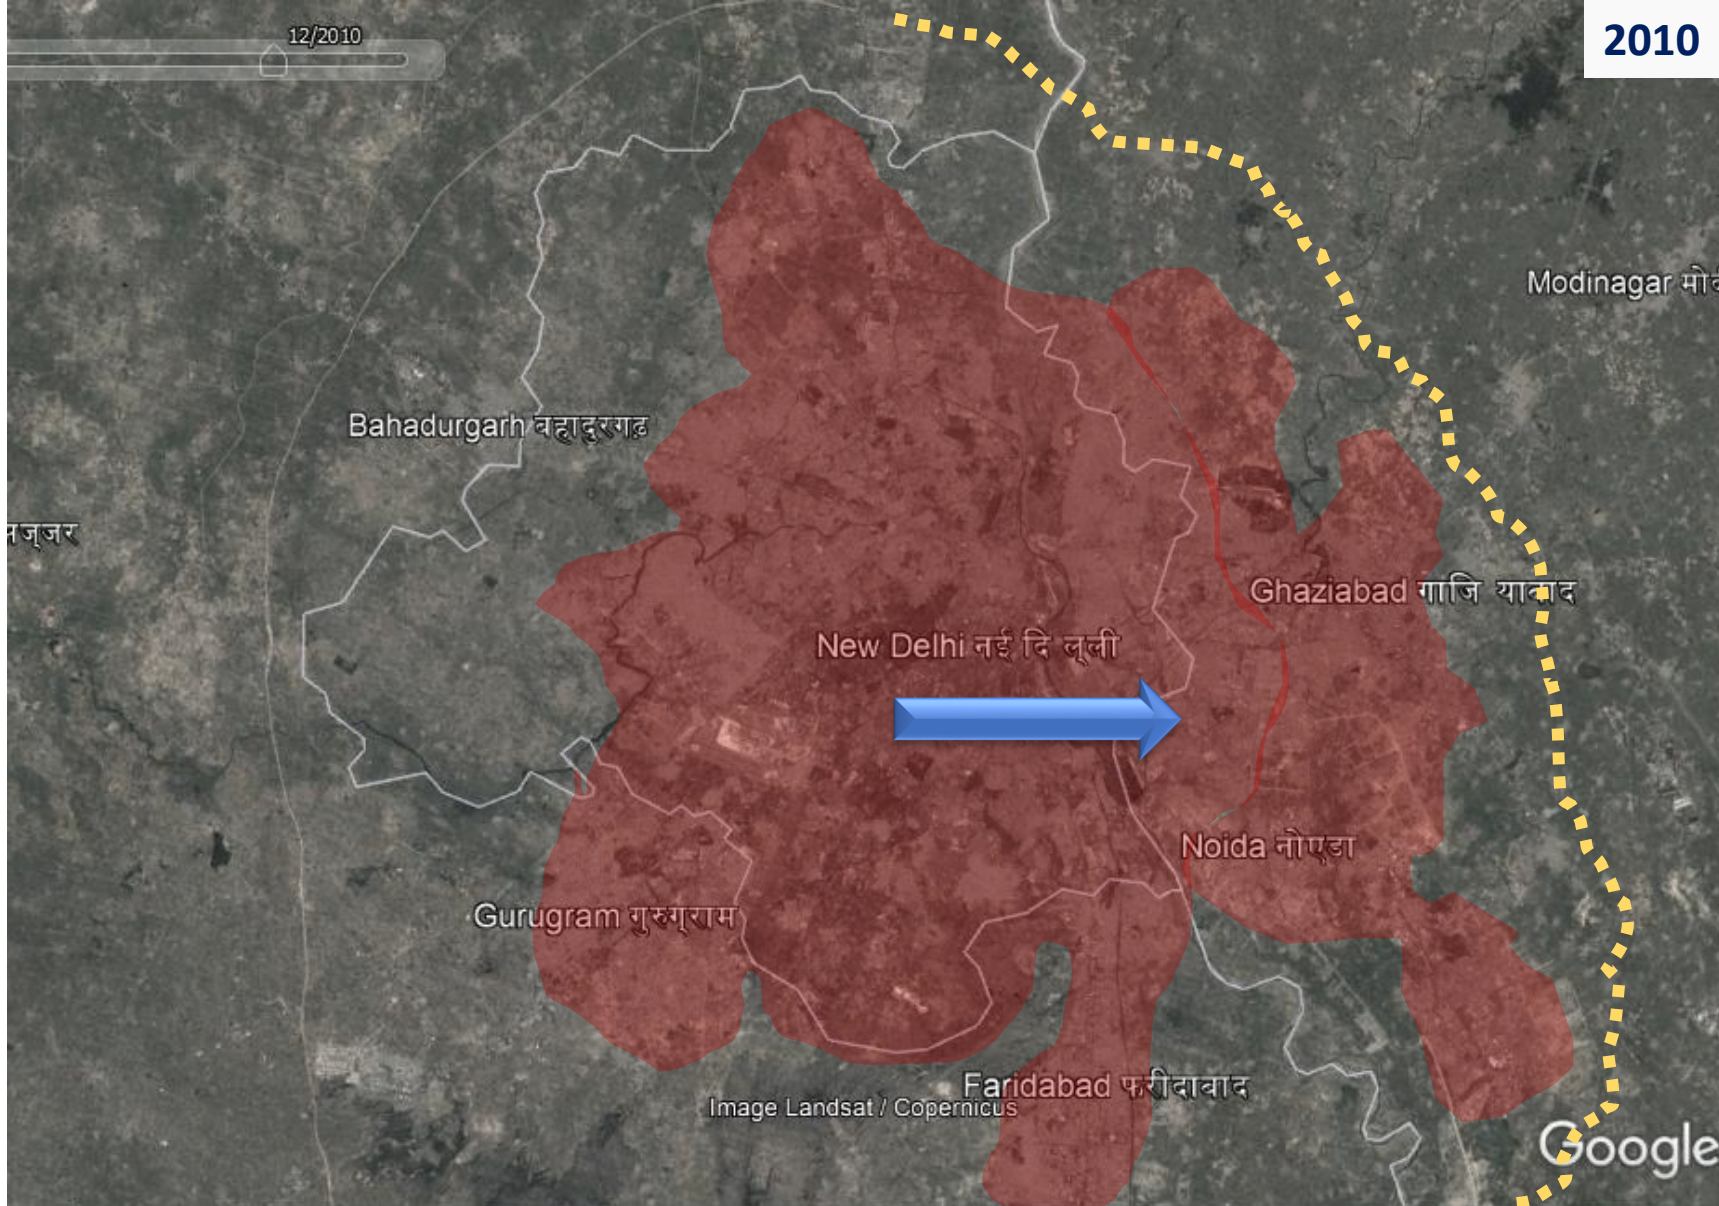 12/2010
2010
Modinagar
Bahadurgarh बहादुरगढ़
ज्जर
Ghaziabad गाजि याबाद
New Delhi नई दि ल्ली
Noida नोएडा
Gurugram गुरुग्राम
Faridabad फरीदाबाद
Image Landsat / Copernicus
Google